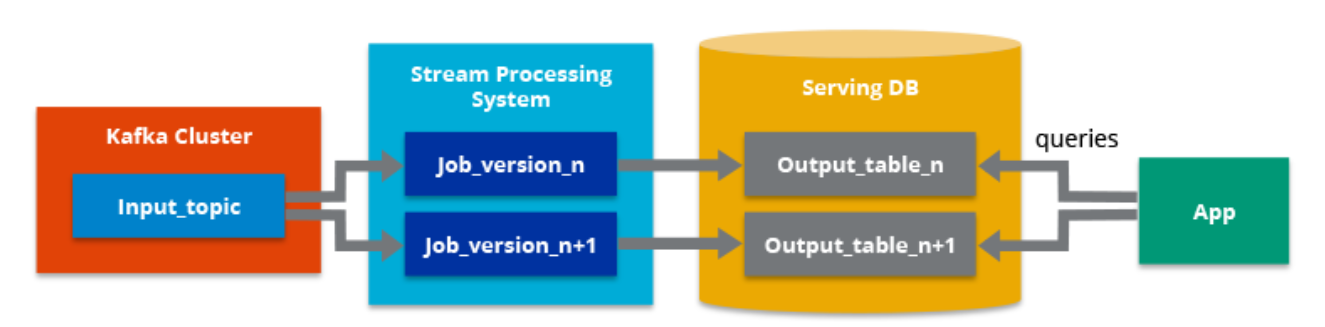 Kafka Cluster
Input_topic
Stream Processing
System
Job_version_n
Job_version_n+1
Serving DB
Output_table_n
Output_table_n+1
queries
App